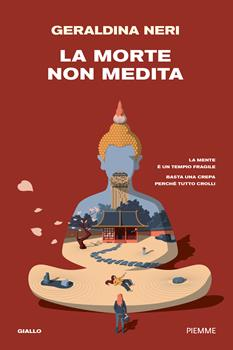 GERALDINA NERI
LA MORTE
NON MEDITA
LA MENTE
È UN TEMPIO FRAGILE
BASTA UNA CREPA
PERCHÉ TUTTO CROLLI
GIALLO
PIEMME